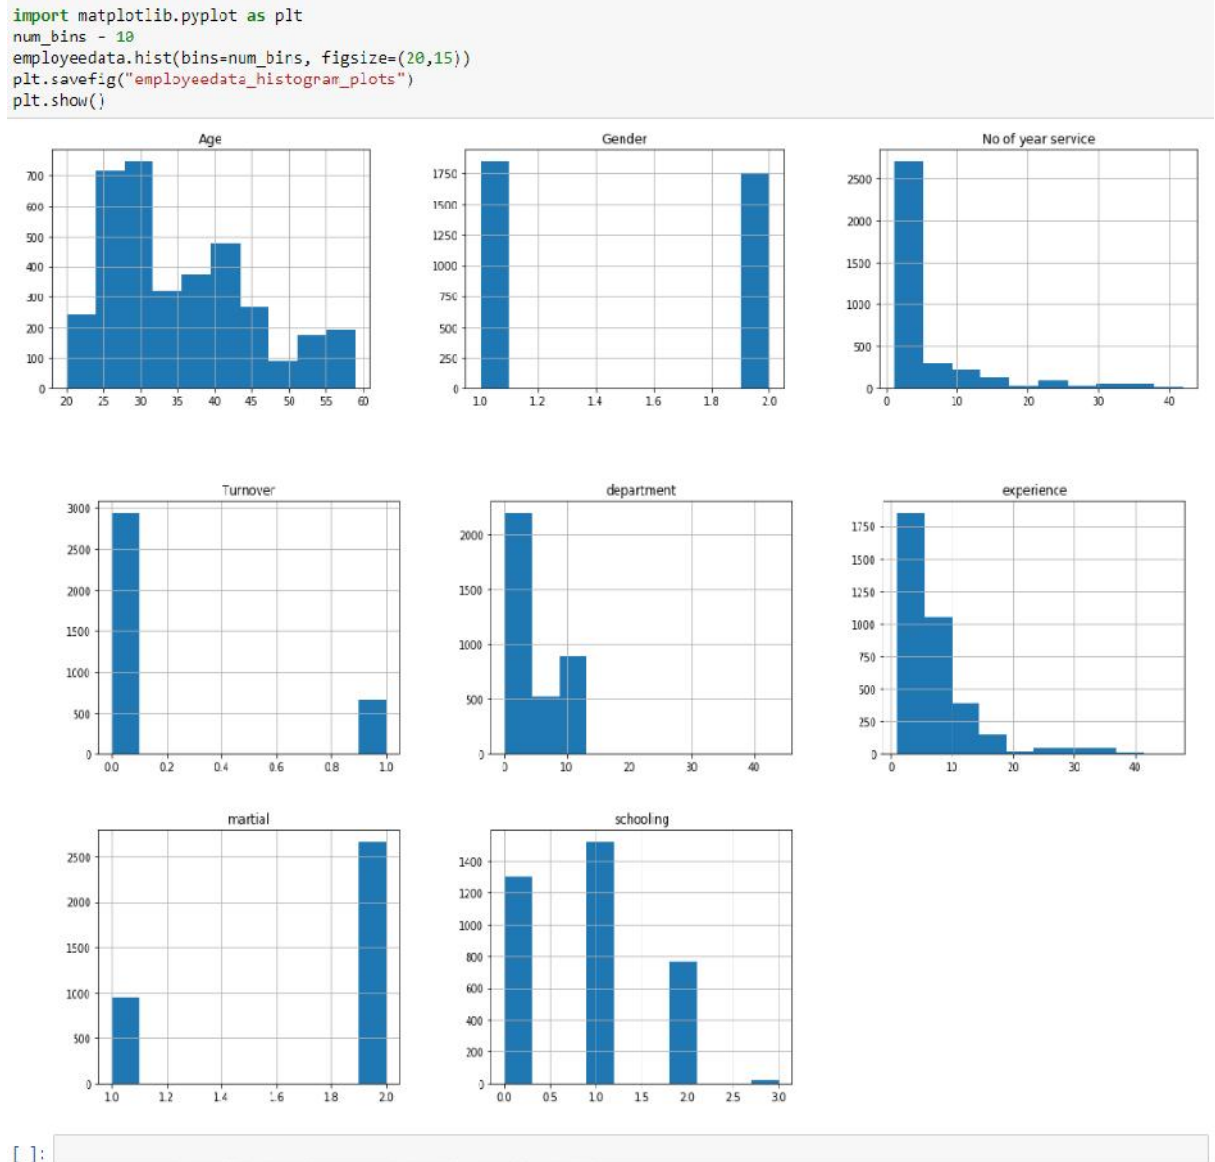 import matplotlib.pyplot as plt
num_bins - 10
employeedata.hist(bins=num_bins, figsize=(20,15))
plt.savefig("employeedata_histogram_plots")
plt.show()
Age
700
600
500
400
300
200
100
0
20 25 30 35 40 45 50 55 60
Gender
1750
1500
1250
1000
750
500
250
0
1.0 1.2 1.4 1.6 1.8 2.0
No of year service
2500
2000
1500
1000
500
0
0 10 20 30 40
Turnover
3000
2500
2000
1500
1000
500
0
0.0 0.2 0.4 0.6 0.8 1.0
department
2000
1500
1000
500
0
0 10 20 30 40
experience
1750
1500
1250
1000
750
500
250
0
0 10 20 30 40
martial
2500
2000
1500
1000
500
0
1.0 1.2 1.4 1.6 1.8 2.0
schooling
1400
1200
1000
800
600
400
200
0
0.0 0.5 1.0 1.5 2.0 2.5 3.0
[ ]: